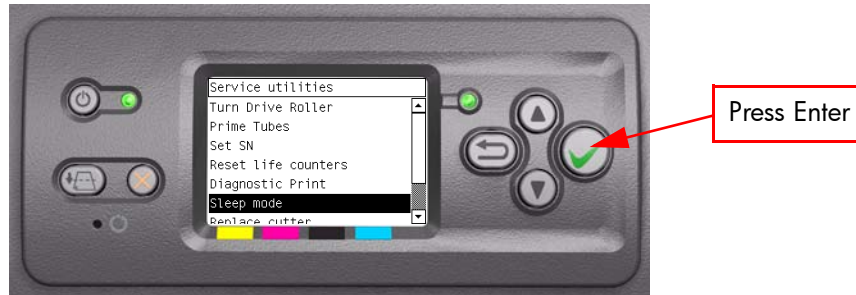 Service utilities
Turn Drive Roller
Prime Tubes
Set SN
Reset life counters
Diagnostic Print
Sleep mode
Replace cutter
Press Enter